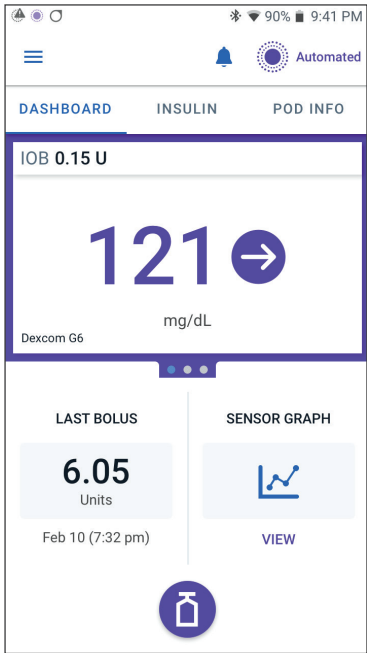 90% 9:41 PM
Automated
DASHBOARD INSULIN POD INFO
IOB 0.15 U
121
mg/dL
Dexcom G6
LAST BOLUS
6.05
Units
Feb 10 (7:32 pm)
SENSOR GRAPH
VIEW